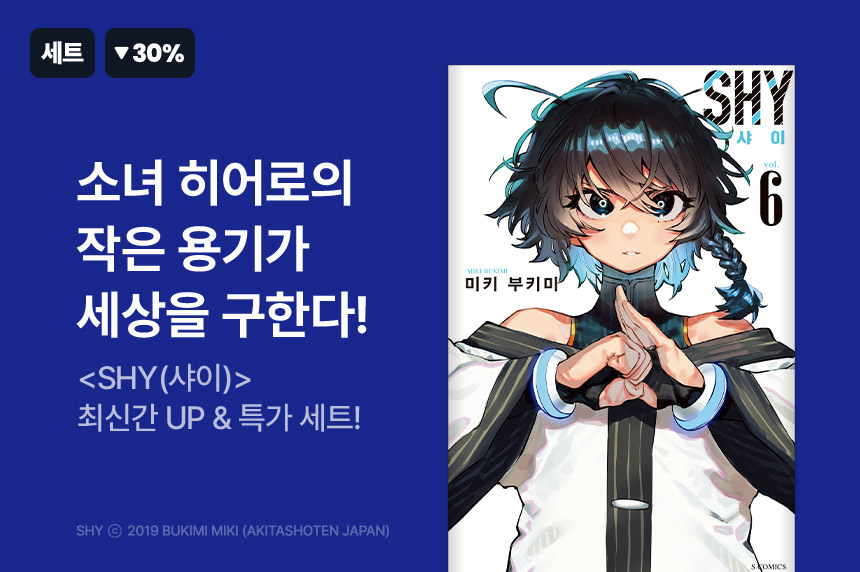 세트
▼30%
소녀 히어로의
작은 용기가
세상을 구한다!
<SHY(샤이)>
최신간 UP & 특가 세트!
SHY ⓒ 2019 BUKIMI MIKI (AKITASHOTEN JAPAN)
SHY
샤이
vol.
6
MIKI BUKIMI
미키 부키미
S COMICS